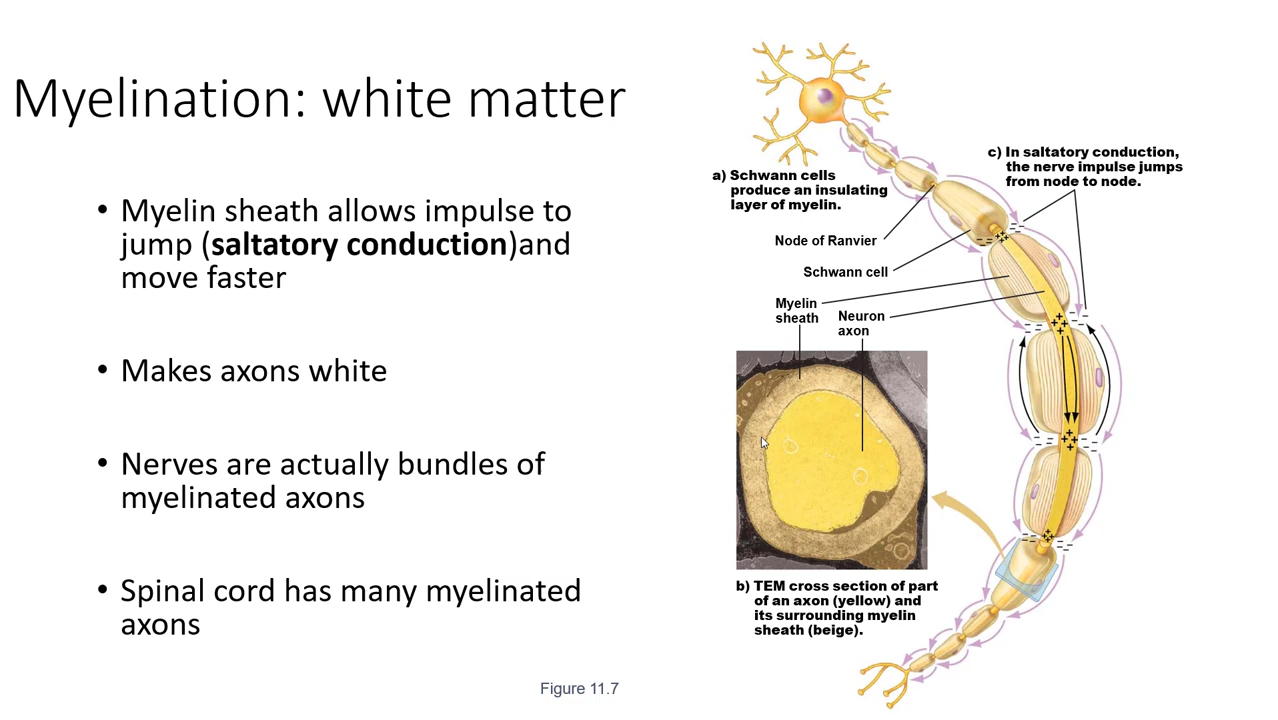 Myelination: white matter
• Myelin sheath allows impulse to
jump (saltatory conduction)and
move faster
• Makes axons white
• Nerves are actually bundles of
myelinated axons
• Spinal cord has many myelinated
axons
Figure 11.7
a) Schwann cells
produce an insulating
layer of myelin.
c) In saltatory conduction,
the nerve impulse jumps
from node to node.
Node of Ranvier
Schwann cell
Myelin
sheath
Neuron
axon
b) TEM cross section of part
of an axon (yellow) and
its surrounding myelin
sheath (beige).